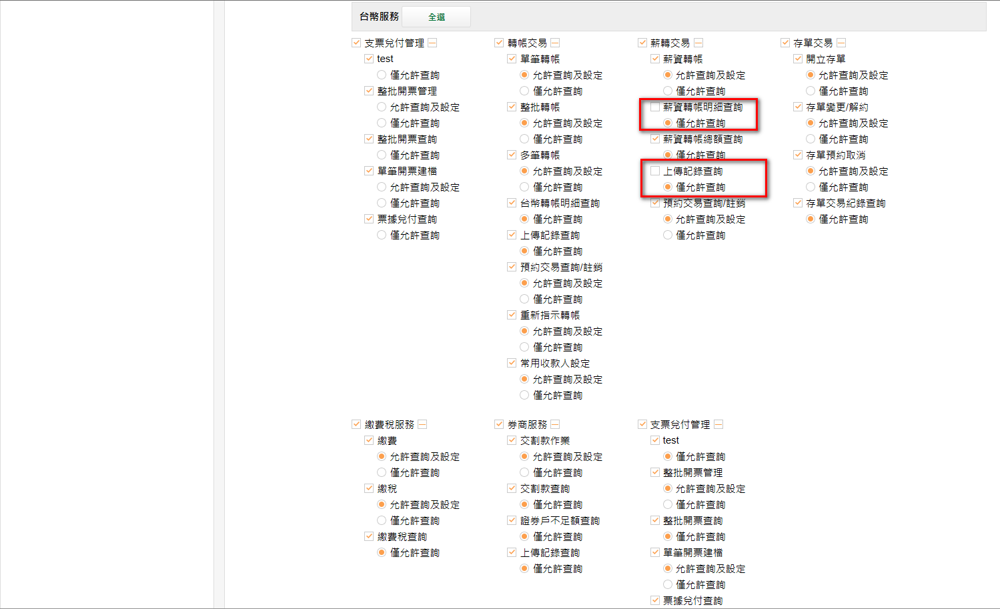 台幣服務 全選
支票兌付管理
test
僅允許查詢
整批開票管理
允許查詢及設定
僅允許查詢
整批開票查詢
僅允許查詢
單筆開票建檔
允許查詢及設定
僅允許查詢
票據兌付查詢
僅允許查詢
轉帳交易
單筆轉帳
允許查詢及設定
僅允許查詢
整批轉帳
允許查詢及設定
僅允許查詢
多筆轉帳
允許查詢及設定
僅允許查詢
台幣轉帳明細查詢
僅允許查詢
上傳記錄查詢
僅允許查詢
預約交易查詢/註銷
允許查詢及設定
僅允許查詢
重新指示轉帳
允許查詢及設定
僅允許查詢
常用收款人設定
允許查詢及設定
僅允許查詢
薪轉交易
薪資轉帳
允許查詢及設定
僅允許查詢
薪資轉帳明細查詢
僅允許查詢
薪資轉帳總額查詢
僅允許查詢
上傳記錄查詢
僅允許查詢
預約交易查詢/註銷
允許查詢及設定
僅允許查詢
存單交易
開立存單
允許查詢及設定
僅允許查詢
存單變更/解約
允許查詢及設定
僅允許查詢
存單預約取消
允許查詢及設定
僅允許查詢
存單交易紀錄查詢
僅允許查詢
繳費稅服務
繳費
允許查詢及設定
僅允許查詢
繳稅
允許查詢及設定
僅允許查詢
繳費稅查詢
僅允許查詢
券商服務
交割款作業
允許查詢及設定
僅允許查詢
交割款查詢
僅允許查詢
證券戶不足額查詢
僅允許查詢
上傳記錄查詢
僅允許查詢
支票兌付管理
test
僅允許查詢
整批開票管理
允許查詢及設定
僅允許查詢
整批開票查詢
僅允許查詢
單筆開票建檔
允許查詢及設定
僅允許查詢
票據兌付查詢